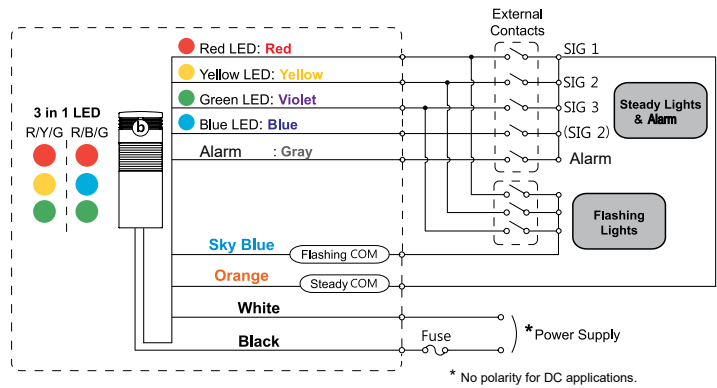 External
Contacts
Red LED: Red
SIG 1
Yellow LED: Yellow
SIG 2
Green LED: Violet
SIG 3
Blue LED: Blue
(SIG 2)
Alarm : Gray
Alarm
Steady Lights
& Alarm
3 in 1 LED
R/Y/G R/B/G
b
Flashing
Lights
Sky Blue
Flashing COM
Orange
Steady COM
White
Black
Fuse
* Power Supply
* No polarity for DC applications.